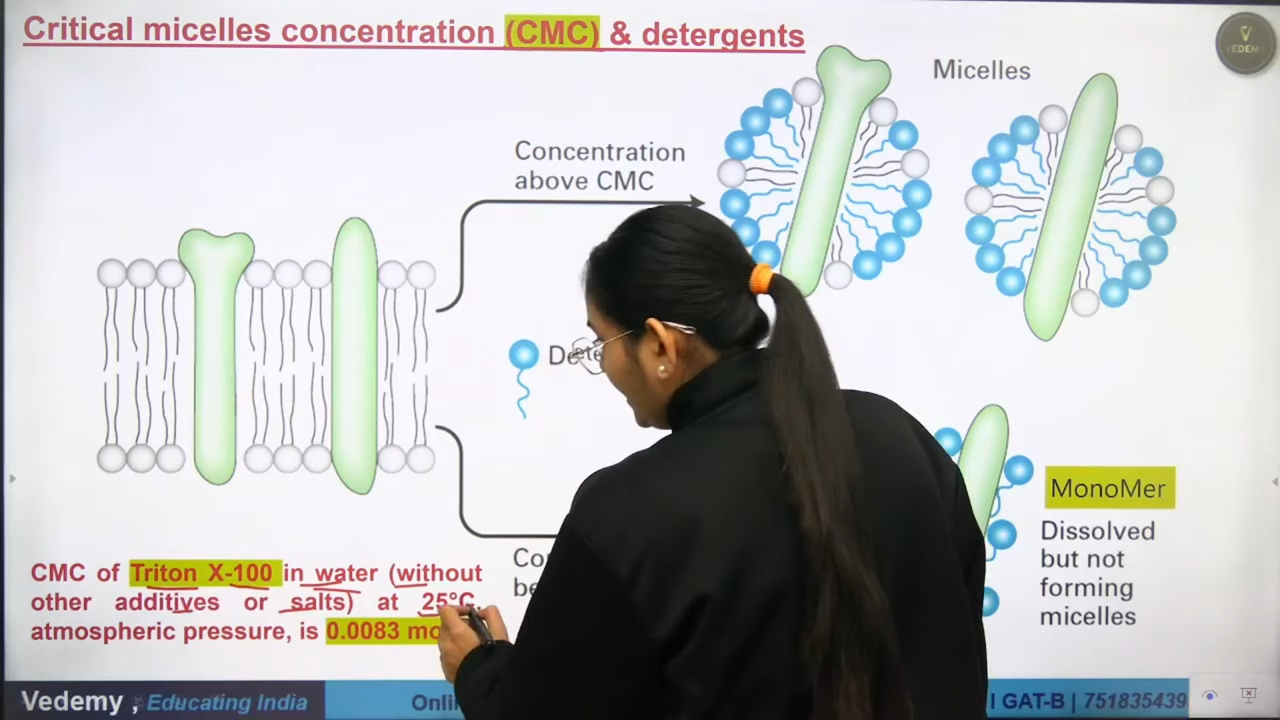 Critical micelles concentration (CMC) & detergents
VEDEMY
Micelles
Concentration
above CMC
MonoMer
Dissolved
but not
forming
micelles
CMC of Triton X-100 in water (without
other additives or salts) at 25°C,
atmospheric pressure, is 0.0083
Vedemy , Educating India
I GAT-B | 751835439